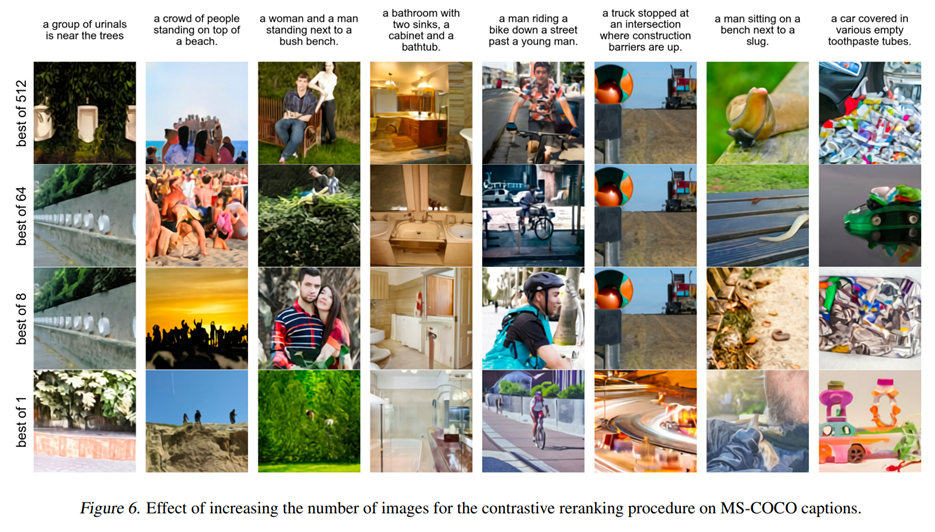 a group of urinals
is near the trees
a crowd of people
standing on top of
a beach.
a woman and a man
standing next to a
bush bench.
a bathroom with
two sinks, a
cabinet and a
bathtub.
a man riding a
bike down a street
past a young man.
a truck stopped at
an intersection
where construction
barriers are up.
a man sitting on a
bench next to a
slug.
a car covered in
various empty
toothpaste tubes.
best of 512
best of 64
best of 8
best of 1
Figure 6. Effect of increasing the number of images for the contrastive reranking procedure on MS-COCO captions.